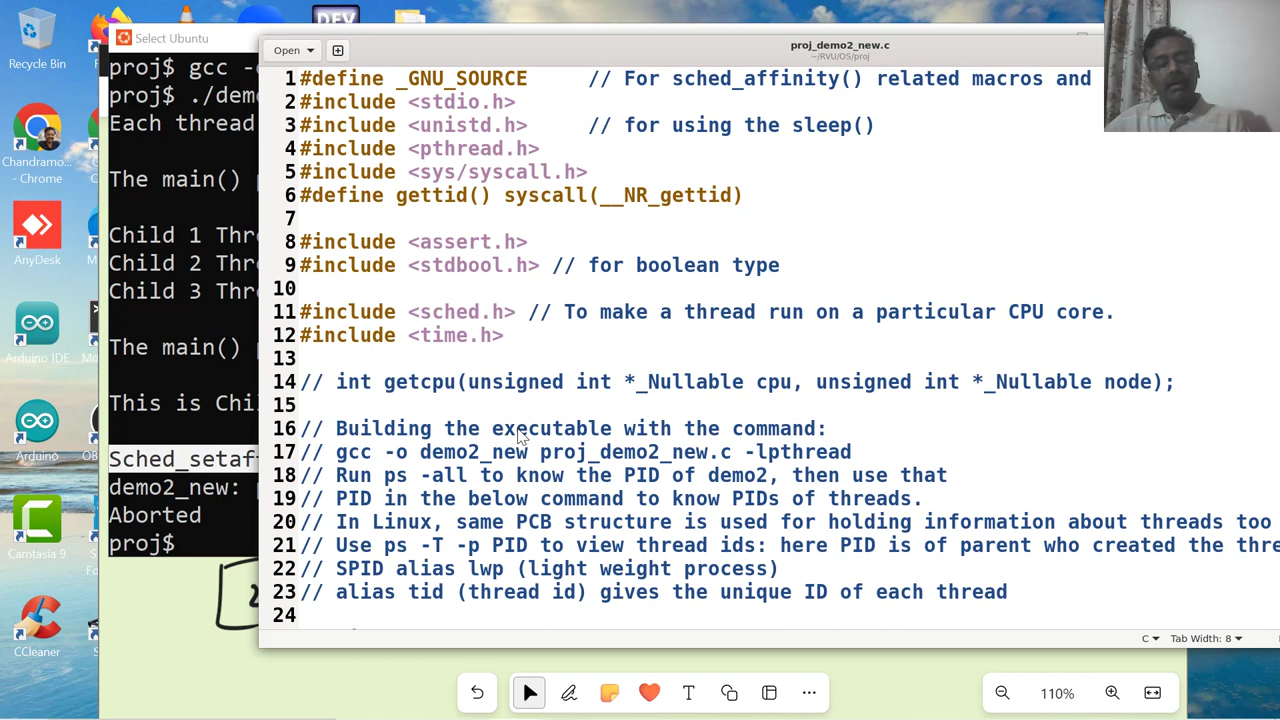 Recycle Bin
Chandramo...
- Chrome
AnyDesk
Arduino IDE
Arduino
Camtasia 9
CCleaner
DEV
Select Ubuntu
proj$ gcc
proj$ ./dem
Each thread
The main()
Child 1 Thr
Child 2 Thr
Child 3 Thr
The main()
This is Chi
Sched_setaf
demo2_new:
Aborted
proj$
Open
proj_demo2_new.c
~/RVU/OS/proj
1 #define _GNU_SOURCE // For sched_affinity() related macros and
2 #include <stdio.h>
3 #include <unistd.h> // for using the sleep()
4 #include <pthread.h>
5 #include <sys/syscall.h>
6 #define gettid() syscall(__NR_gettid)
7
8 #include <assert.h>
9 #include <stdbool.h> // for boolean type
10
11 #include <sched.h> // To make a thread run on a particular CPU core.
12 #include <time.h>
13
14 // int getcpu(unsigned int *_Nullable cpu, unsigned int *_Nullable node);
15
16 // Building the executable with the command:
17 // gcc -o demo2_new proj_demo2_new.c -lpthread
18 // Run ps -all to know the PID of demo2, then use that
19 // PID in the below command to know PIDs of threads.
20 // In Linux, same PCB structure is used for holding information about threads too
21 // Use ps -T -p PID to view thread ids: here PID is of parent who created the thre
22 // SPID alias lwp (light weight process)
23 // alias tid (thread id) gives the unique ID of each thread
24
C Tab Width: 8
110%